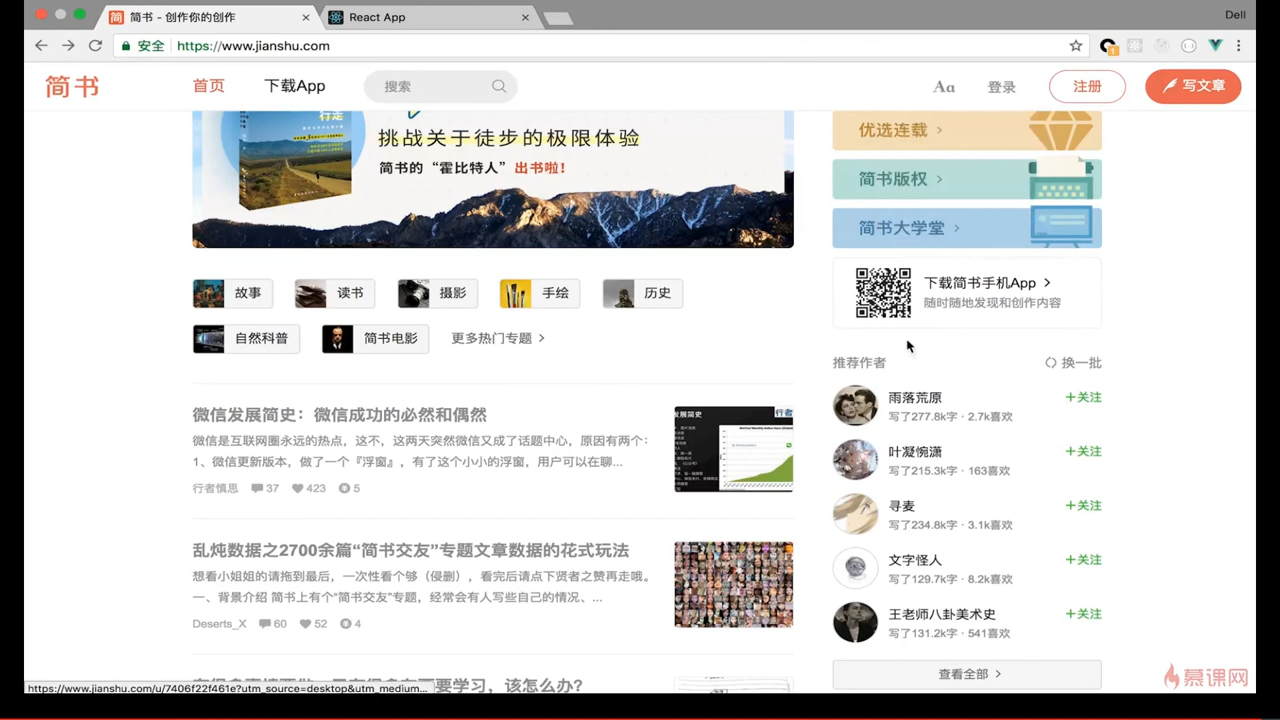 简书 - 创作你的创作
React App
Dell
安全
https://www.jianshu.com
简书
首页
下载App
搜索
Aa
登录
注册
写文章
行走
挑战关于徒步的极限体验
简书的“霍比特人”出书啦！
优选连载
简书版权
简书大学堂
下载简书手机App
随时随地发现和创作内容
故事
读书
摄影
手绘
历史
自然科普
简书电影
更多热门专题
推荐作者
换一批
雨落荒原
写了277.8k字 · 2.7k喜欢
+关注
叶凝惋潇
写了215.3k字 · 163喜欢
+关注
寻麦
写了234.8k字 · 3.1k喜欢
+关注
文字怪人
写了129.7k字 · 8.2k喜欢
+关注
王老师八卦美术史
写了131.2k字 · 541喜欢
+关注
查看全部
微信发展简史：微信成功的必然和偶然
微信是互联网圈永远的热点，这不，这两天突然微信又成了话题中心，原因有两个：
1、微信更新版本，做了一个『浮窗』，有了这个小小的浮窗，用户可以在聊...
行者慎思 37 423 5
发展简史
行者
乱炖数据之2700余篇“简书交友”专题文章数据的花式玩法
想看小姐姐的请拖到最后，一次性看个够（侵删），看完后请点下贤者之赞再走哦。
一、背景介绍 简书上有个“简书交友”专题，经常会有人写些自己的情况、...
Deserts_X 60 52 4
要学习，该怎么办？
https://www.jianshu.com/u/7406f22f461e?utm_source=desktop&utm_medium...
慕课网